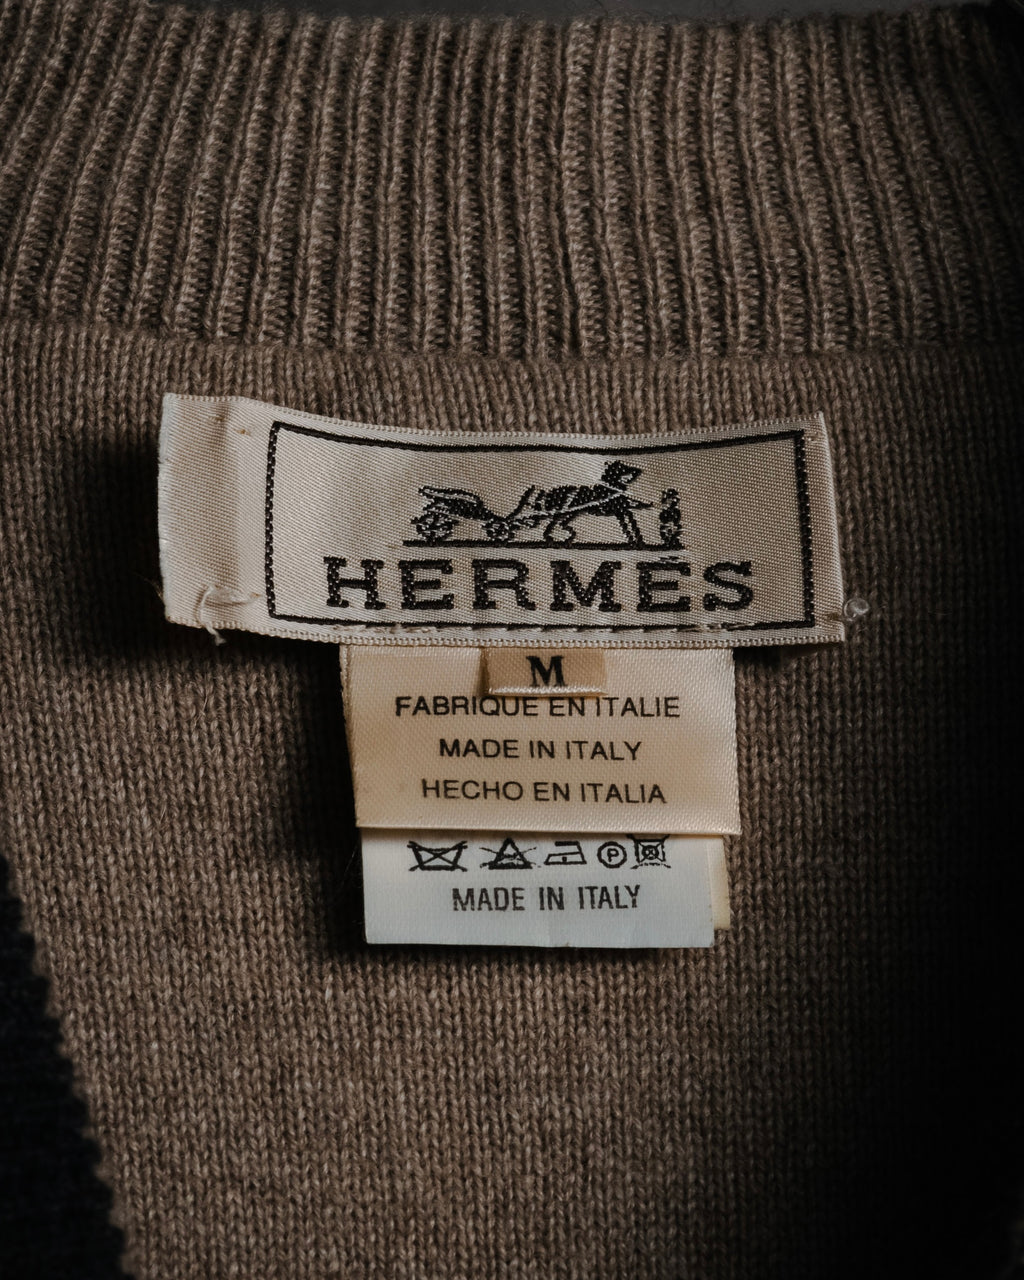 HERMÈS
M
FABRIQUE EN ITALIE
MADE IN ITALY
HECHO EN ITALIA
P
MADE IN ITALY